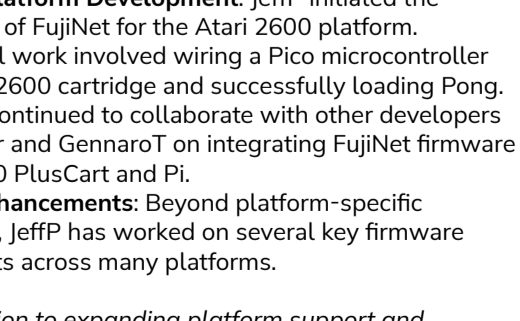 latform Development: Jeff initiated the
of FujiNet for the Atari 2600 platform.
l work involved wiring a Pico microcontroller
2600 cartridge and successfully loading Pong.
ontinued to collaborate with other developers
r and GennaroT on integrating FujiNet firmware
0 PlusCart and Pi.
hancements: Beyond platform-specific
, JeffP has worked on several key firmware
ts across many platforms.
ion to expanding platform support and